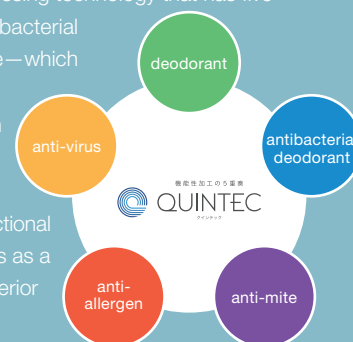 bacterial
e—which
deodorant
anti-virus
antibacterial
deodorant
機能性加工の5重奏
QUINTEC
クインテック
ctional
s as a
erior
anti-
allergen
anti-mite